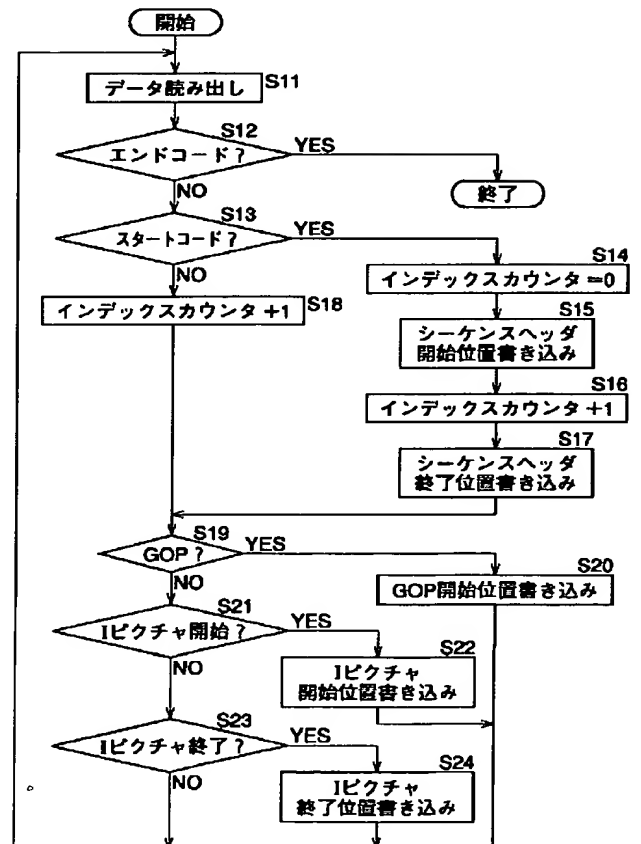 開始
データ読み出し S11
S12
エンドコード? YES
NO
終了
S13
スタートコード? YES
NO
S14
インデックスカウンタ=0
インデックスカウンタ+1 S18
S15
シーケンスヘッダ
開始位置書き込み
S16
インデックスカウンタ+1
S17
シーケンスヘッダ
終了位置書き込み
S19
GOP? YES
NO
S20
GOP開始位置書き込み
S21
Iピクチャ開始? YES
NO
S22
Iピクチャ
開始位置書き込み
S23
Iピクチャ終了? YES
NO
S24
Iピクチャ
終了位置書き込み